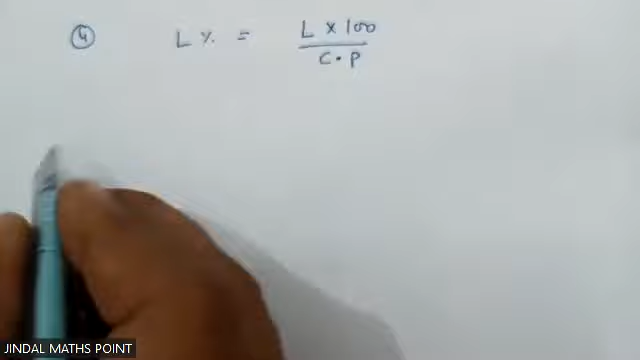 ④ L % = L × 100 / C.P
JINDAL MATHS POINT